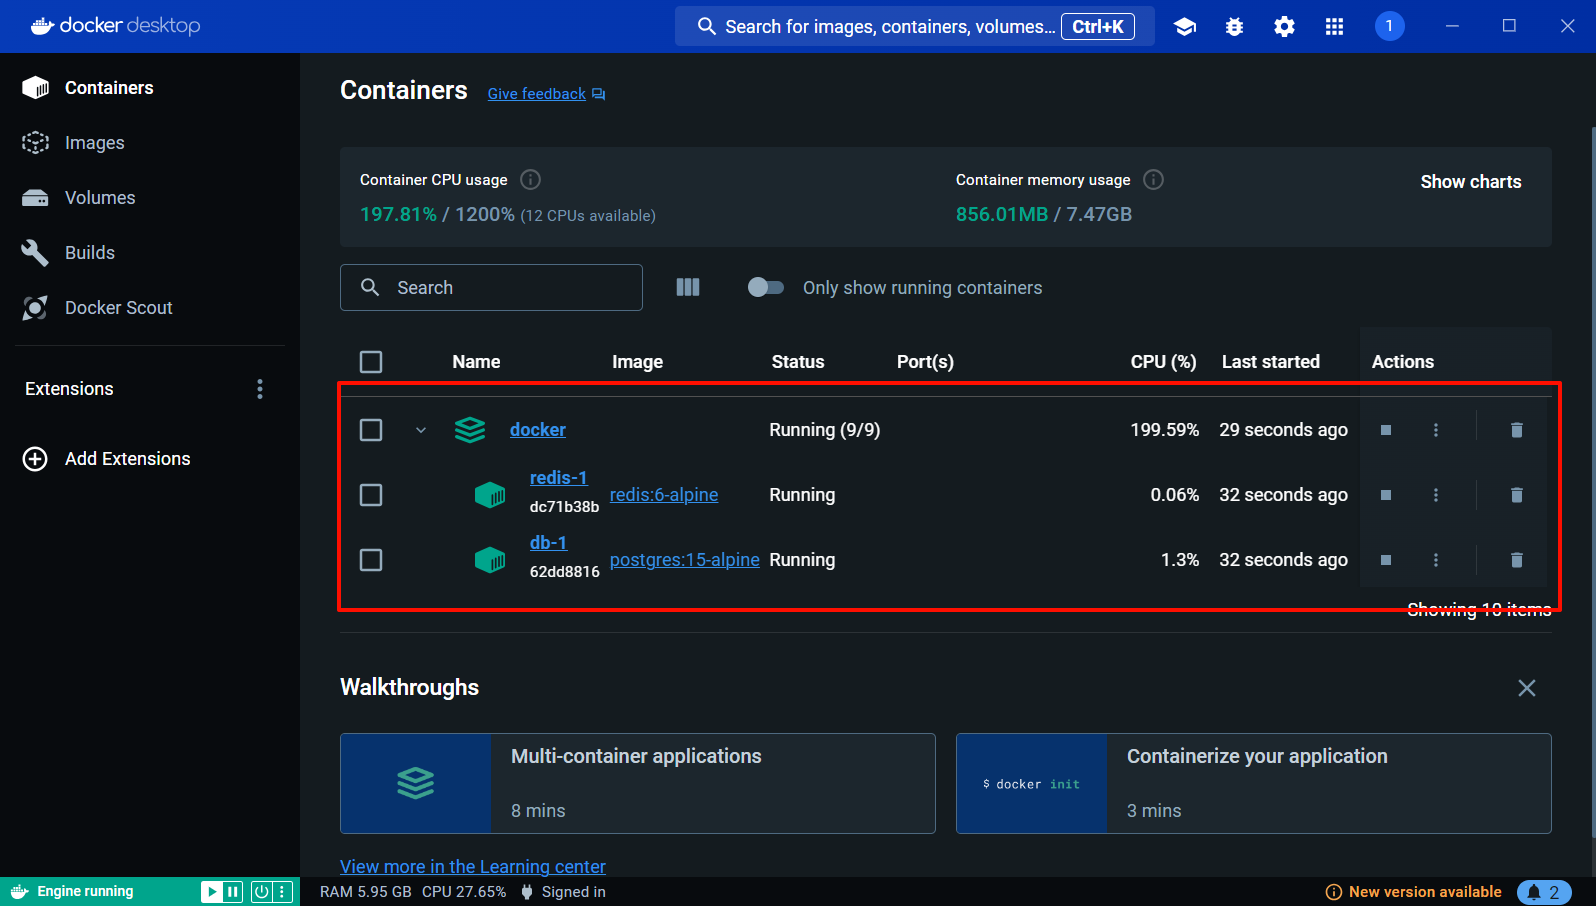 docker desktop
Search for images, containers, volumes... Ctrl+K
1
Containers
Images
Volumes
Builds
Docker Scout
Extensions
Add Extensions
Containers Give feedback
Container CPU usage
197.81% / 1200% (12 CPUs available)
Container memory usage
856.01MB / 7.47GB
Show charts
Search
Only show running containers
Name Image Status Port(s) CPU (%) Last started Actions
docker Running (9/9) 199.59% 29 seconds ago
redis-1
dc71b38b redis:6-alpine Running 0.06% 32 seconds ago
db-1
62dd8816 postgres:15-alpine Running 1.3% 32 seconds ago
Showing 10 items
Walkthroughs
Multi-container applications
8 mins
$ docker init
Containerize your application
3 mins
View more in the Learning center
Engine running
RAM 5.95 GB CPU 27.65% Signed in
New version available 2